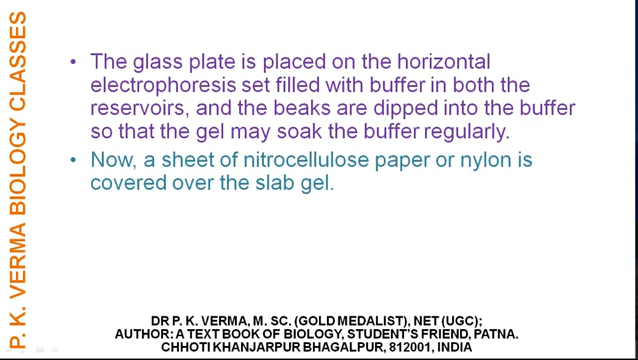 P. K. VERMA BIOLOGY CLASSES
• The glass plate is placed on the horizontal
electrophoresis set filled with buffer in both the
reservoirs, and the beaks are dipped into the buffer
so that the gel may soak the buffer regularly.
• Now, a sheet of nitrocellulose paper or nylon is
covered over the slab gel.
DR P. K. VERMA, M. SC. (GOLD MEDALIST), NET (UGC);
AUTHOR: A TEXT BOOK OF BIOLOGY, STUDENT'S FRIEND, PATNA.
CHHOTI KHANJARPUR BHAGALPUR, 812001, INDIA